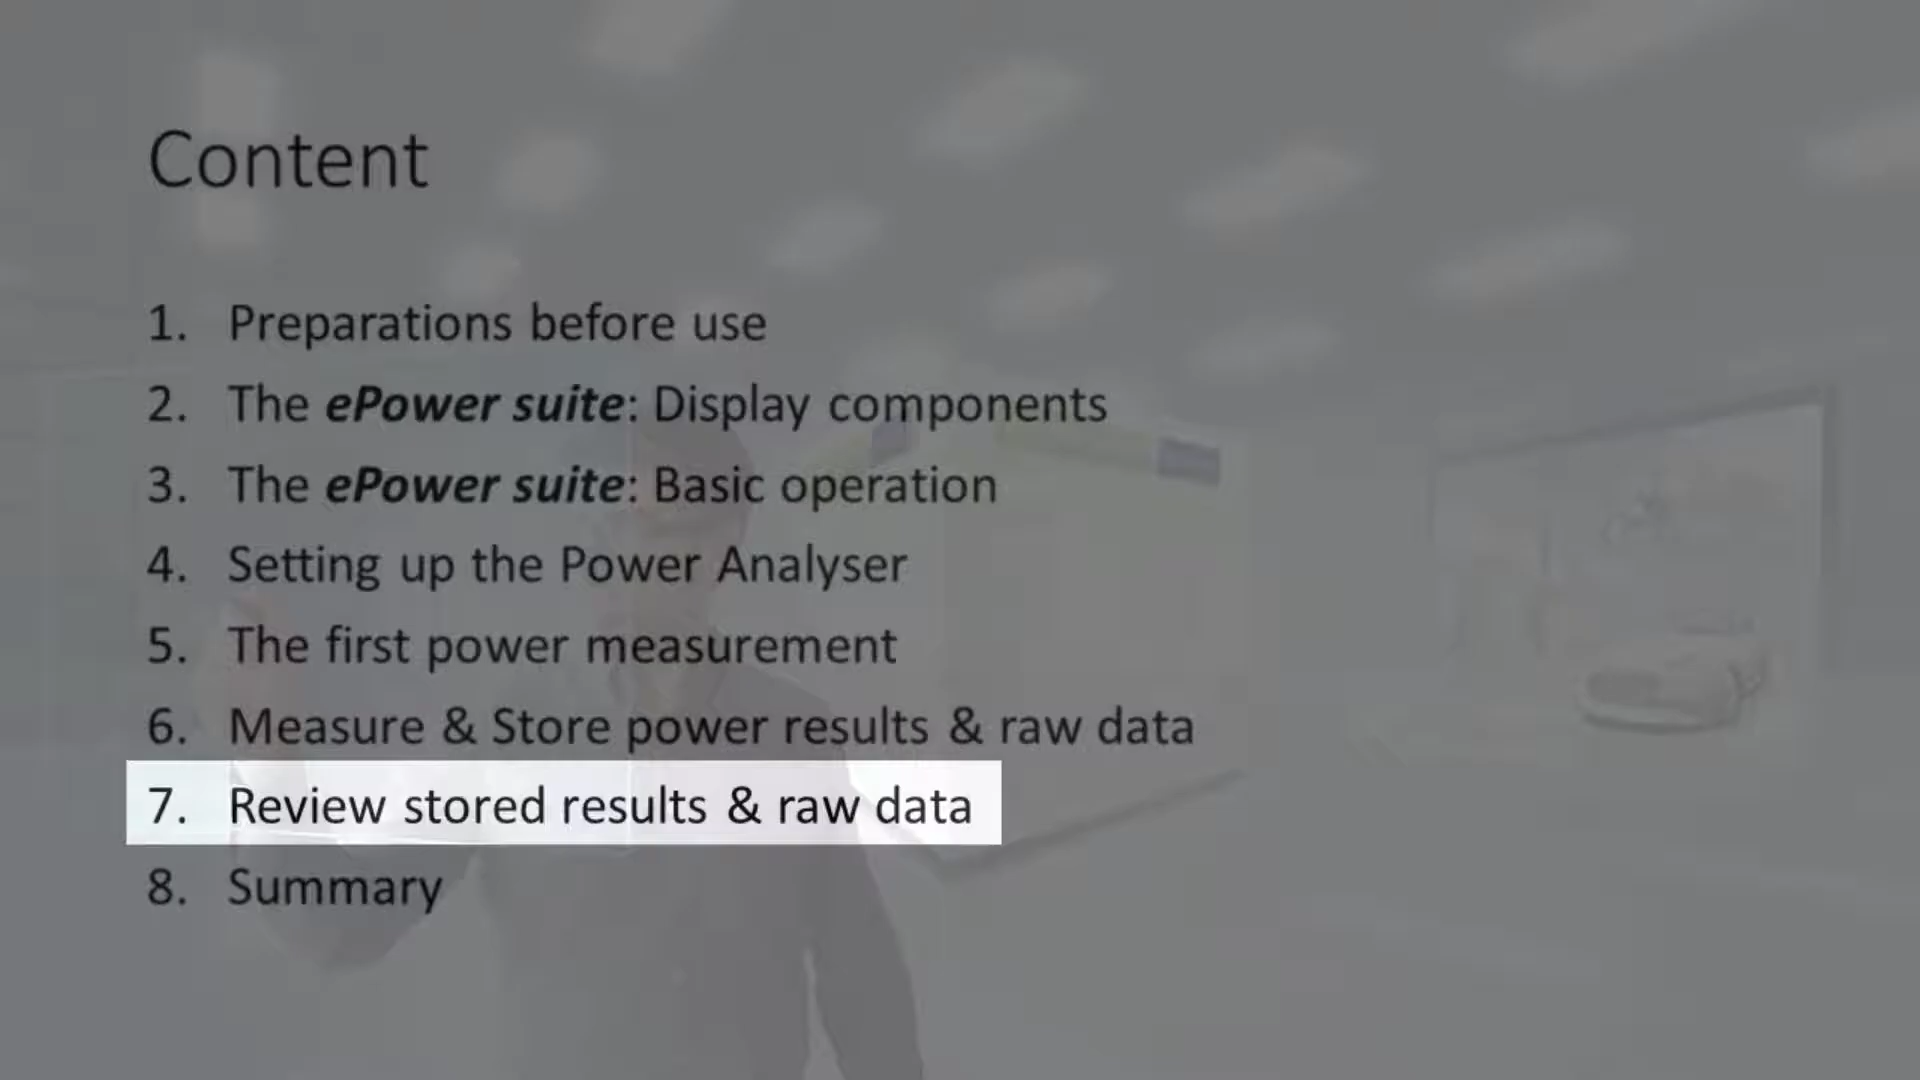 Content
1. Preparations before use
2. The ePower suite: Display components
3. The ePower suite: Basic operation
4. Setting up the Power Analyser
5. The first power measurement
6. Measure & Store power results & raw data
7. Review stored results & raw data
8. Summary